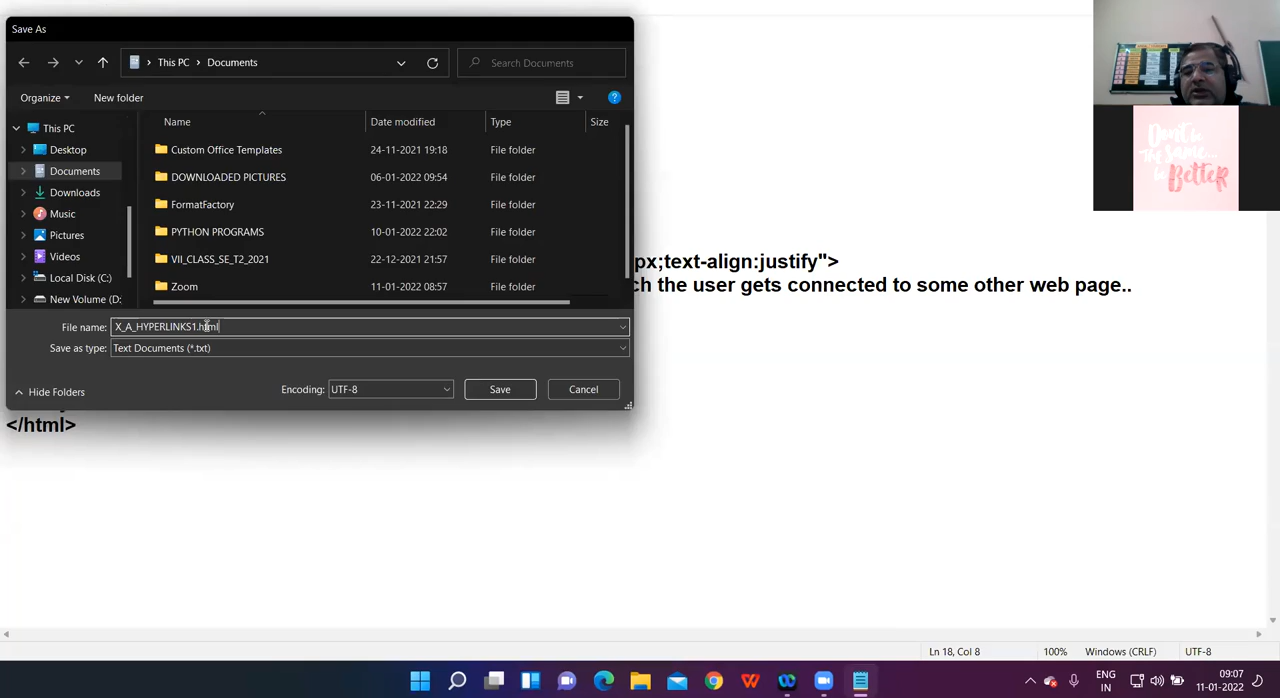 Save As
This PC
Documents
Search Documents
Organize
New folder
Name
Date modified
Type
Size
This PC
Desktop
Documents
Downloads
Music
Pictures
Videos
Local Disk (C:)
New Volume (D:
Custom Office Templates 24-11-2021 19:18 File folder
DOWNLOADED PICTURES 06-01-2022 09:54 File folder
FormatFactory 23-11-2021 22:29 File folder
PYTHON PROGRAMS 10-01-2022 22:02 File folder
VII_CLASS_SE_T2_2021 22-12-2021 21:57 File folder
Zoom 11-01-2022 08:57 File folder
File name: X_A_HYPERLINKS1.html
Save as type: Text Documents (*.txt)
Hide Folders
Encoding: UTF-8
Save
Cancel
px;text-align:justify">
ch the user gets connected to some other web page..
</html>
Don't be
the same...
be
Better
Ln 18, Col 8
100%
Windows (CRLF)
UTF-8
ENG
IN
09:07
11-01-2022